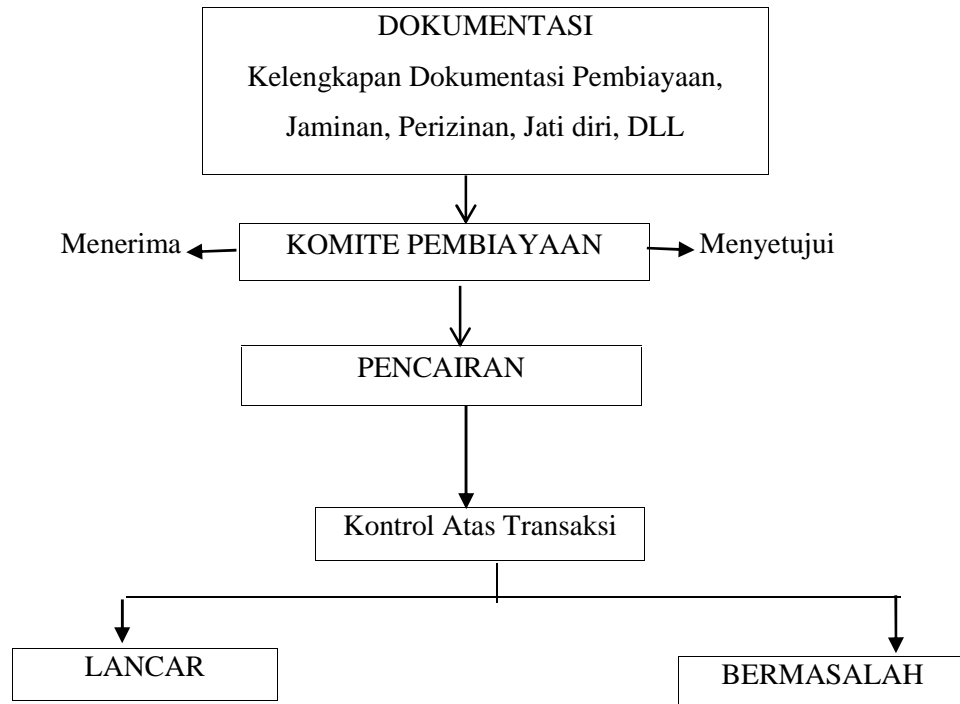 DOKUMENTASI
Kelengkapan Dokumentasi Pembiayaan,
Jaminan, Perizinan, Jati diri, DLL
Menerima
KOMITE PEMBIAYAAN
Menyetujui
PENCAIRAN
Kontrol Atas Transaksi
LANCAR
BERMASALAH